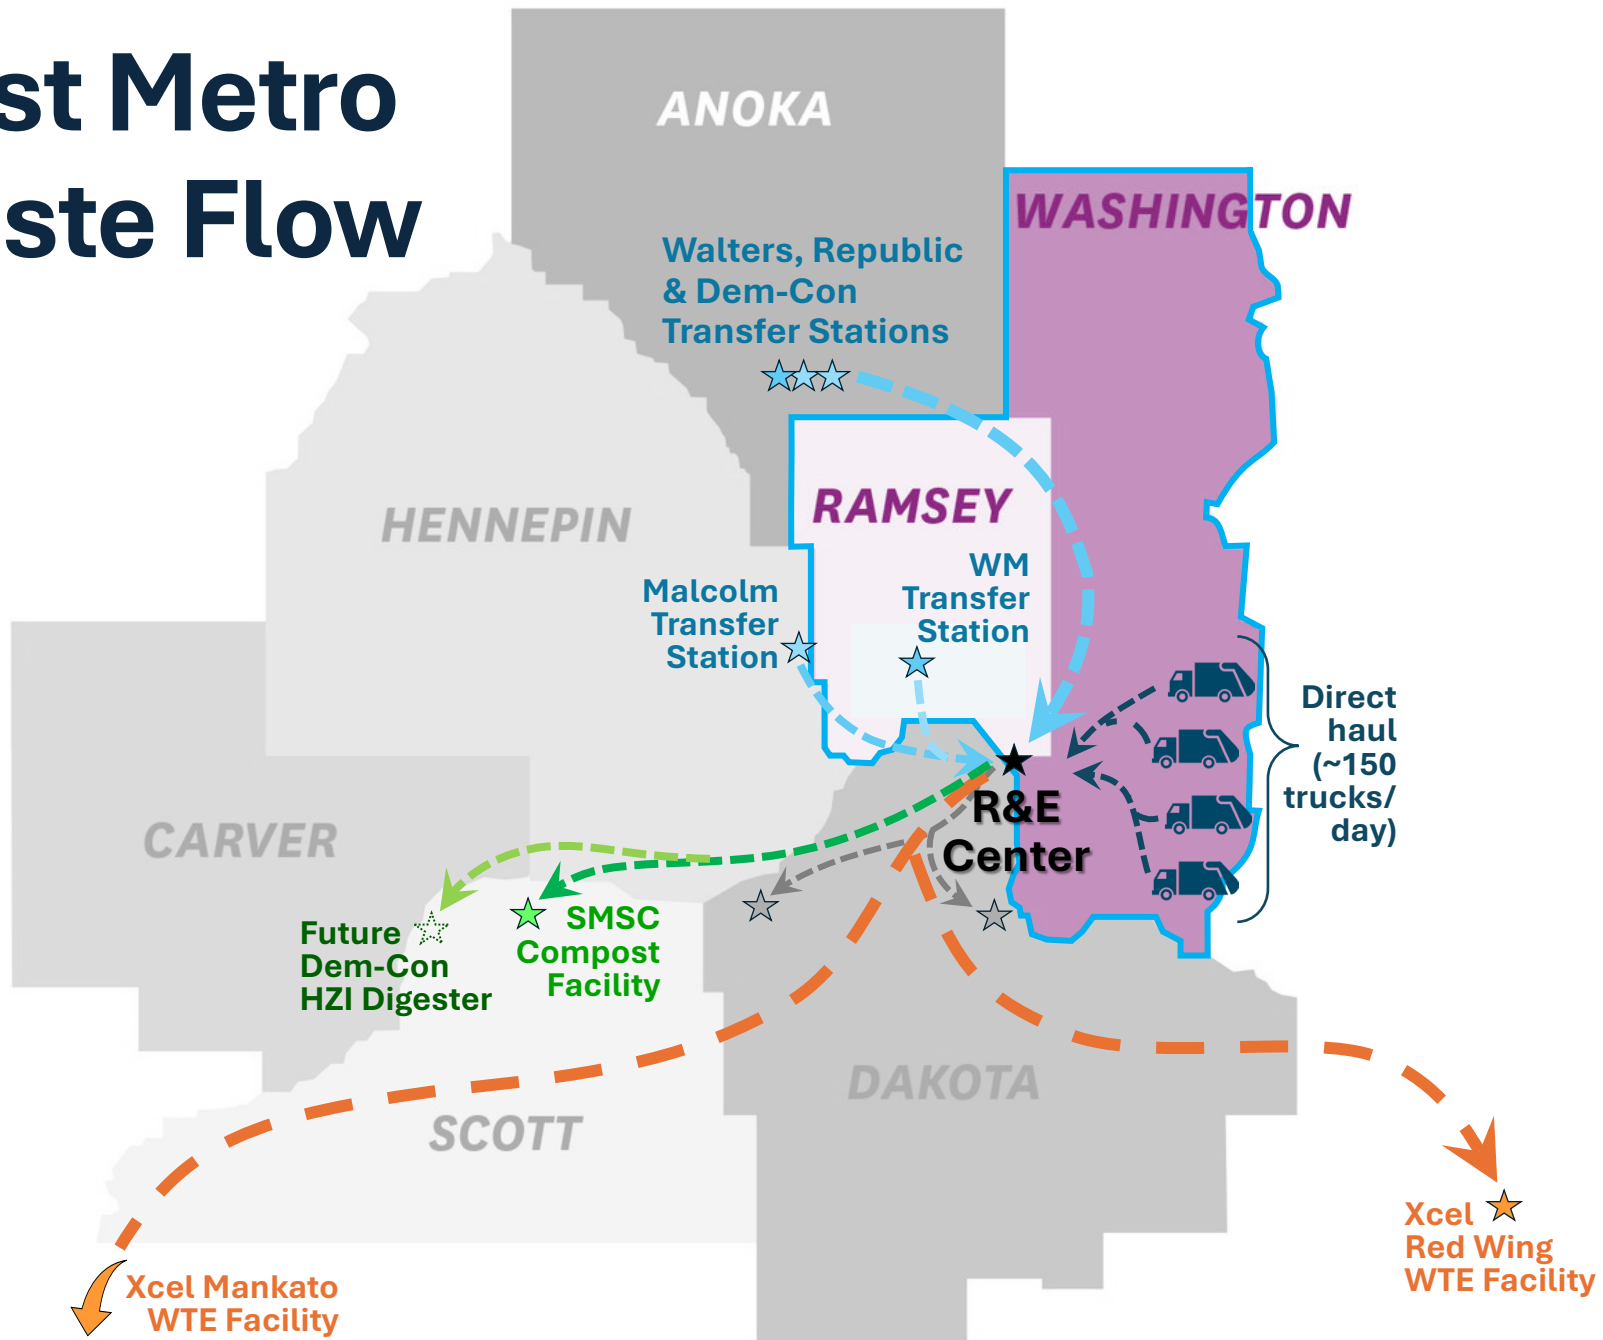 st Metro
ste Flow
ANOKA
WASHINGTON
Walters, Republic
& Dem-Con
Transfer Stations
HENNEPIN
RAMSEY
WM
Transfer
Station
Malcolm
Transfer
Station
Direct
haul
(~150
trucks/
day)
R&E
Center
CARVER
Future
Dem-Con
HZI Digester
SMSC
Compost
Facility
DAKOTA
SCOTT
Xcel
Red Wing
WTE Facility
Xcel Mankato
WTE Facility